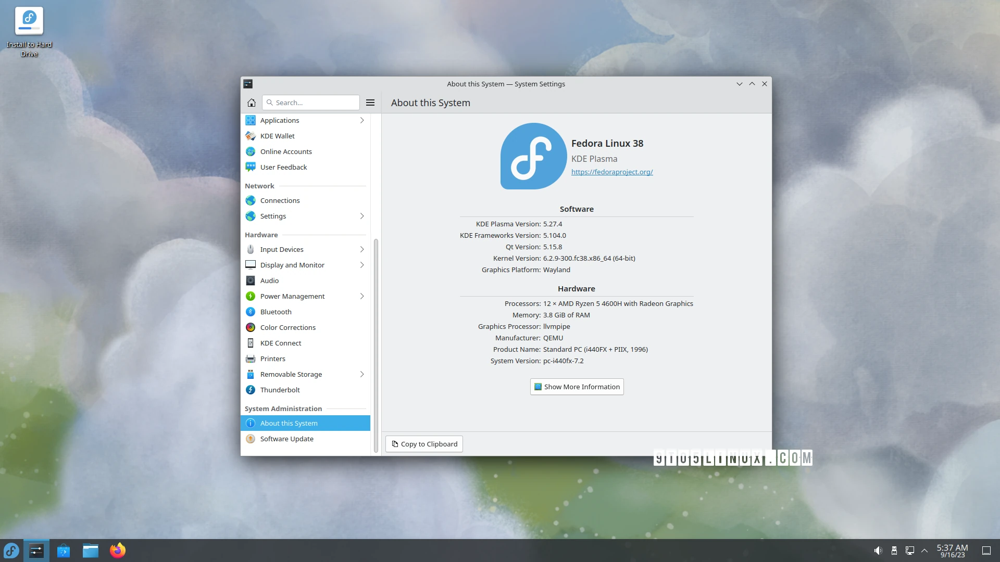 Install to Hard
Drive
About this System — System Settings
Search...
About this System
Applications
KDE Wallet
Online Accounts
User Feedback
Network
Connections
Settings
Hardware
Input Devices
Display and Monitor
Audio
Power Management
Bluetooth
Color Corrections
KDE Connect
Printers
Removable Storage
Thunderbolt
System Administration
About this System
Software Update
Fedora Linux 38
KDE Plasma
https://fedoraproject.org/
Software
KDE Plasma Version: 5.27.4
KDE Frameworks Version: 5.104.0
Qt Version: 5.15.8
Kernel Version: 6.2.9-300.fc38.x86_64 (64-bit)
Graphics Platform: Wayland
Hardware
Processors: 12 × AMD Ryzen 5 4600H with Radeon Graphics
Memory: 3.8 GiB of RAM
Graphics Processor: llvmpipe
Manufacturer: QEMU
Product Name: Standard PC (i440FX + PIIX, 1996)
System Version: pc-i440fx-7.2
Show More Information
Copy to Clipboard
9TO5LINUX.COM
5:37 AM
9/16/23